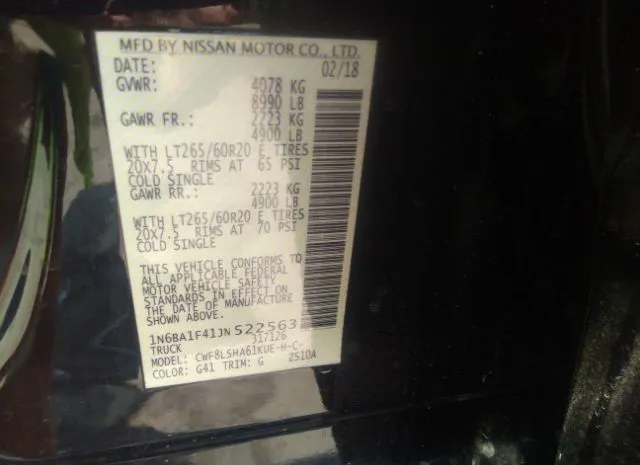 MFD BY NISSAN MOTOR CO., LTD.
DATE: 02/18
GVWR: 4078 KG
8990 LB
GAWR FR.: 2223 KG
4900 LB
WITH LT265/60R20 E TIRES
20X7.5 RIMS AT 65 PSI
COLD SINGLE
GAWR RR.: 2223 KG
4900 LB
WITH LT265/60R20 E TIRES
20X7.5 RIMS AT 70 PSI
COLD SINGLE
THIS VEHICLE CONFORMS TO
ALL APPLICABLE FEDERAL
MOTOR VEHICLE SAFETY
STANDARDS IN EFFECT ON
THE DATE OF MANUFACTURE
SHOWN ABOVE.
1N6BA1F41JN522563
TRUCK 317126
MODEL: CWF8LSHA61KUE-H-C-
COLOR: G41 TRIM: G 2S10A